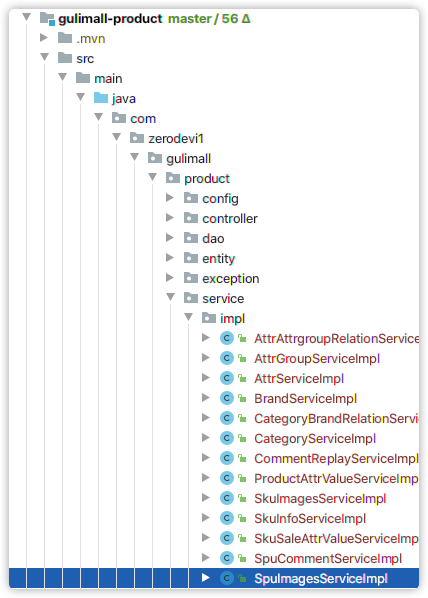 gulimall-product master / 56 Δ
.mvn
src
main
java
com
zerodevi1
gulimall
product
config
controller
dao
entity
exception
service
impl
AttrAttrgroupRelationService
AttrGroupServiceImpl
AttrServiceImpl
BrandServiceImpl
CategoryBrandRelationServi
CategoryServiceImpl
CommentReplayServiceImpl
ProductAttrValueServiceImp
SkuImagesServiceImpl
SkuInfoServiceImpl
SkuSaleAttrValueServiceImp
SpuCommentServiceImpl
SpuImagesServiceImpl